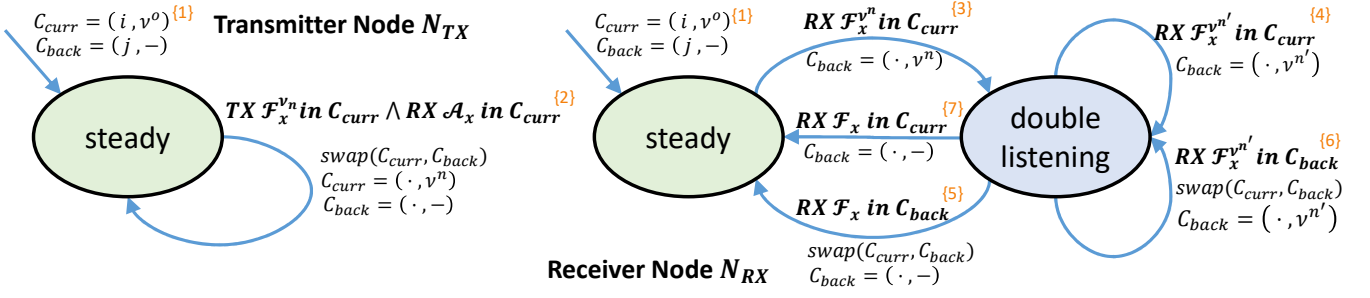 Transmitter Node N_TX
C_curr = (i, ν^o) {1}
C_back = (j, −)
steady
TX ℱ_x^{ν_n} in C_curr ∧ RX 𝒜_x in C_curr {2}
swap(C_curr, C_back)
C_curr = (·, ν^n)
C_back = (·, −)
C_curr = (i, ν^o) {1}
C_back = (j, −)
steady
RX ℱ_x^{ν^n} in C_curr {3}
C_back = (·, ν^n)
RX ℱ_x in C_curr {7}
C_back = (·, −)
RX ℱ_x in C_back {5}
swap(C_curr, C_back)
C_back = (·, −)
double
listening
RX ℱ_x^{ν^{n'}} in C_curr {4}
C_back = (·, ν^{n'})
RX ℱ_x^{ν^{n'}} in C_back {6}
swap(C_curr, C_back)
C_back = (·, ν^{n'})
Receiver Node N_RX